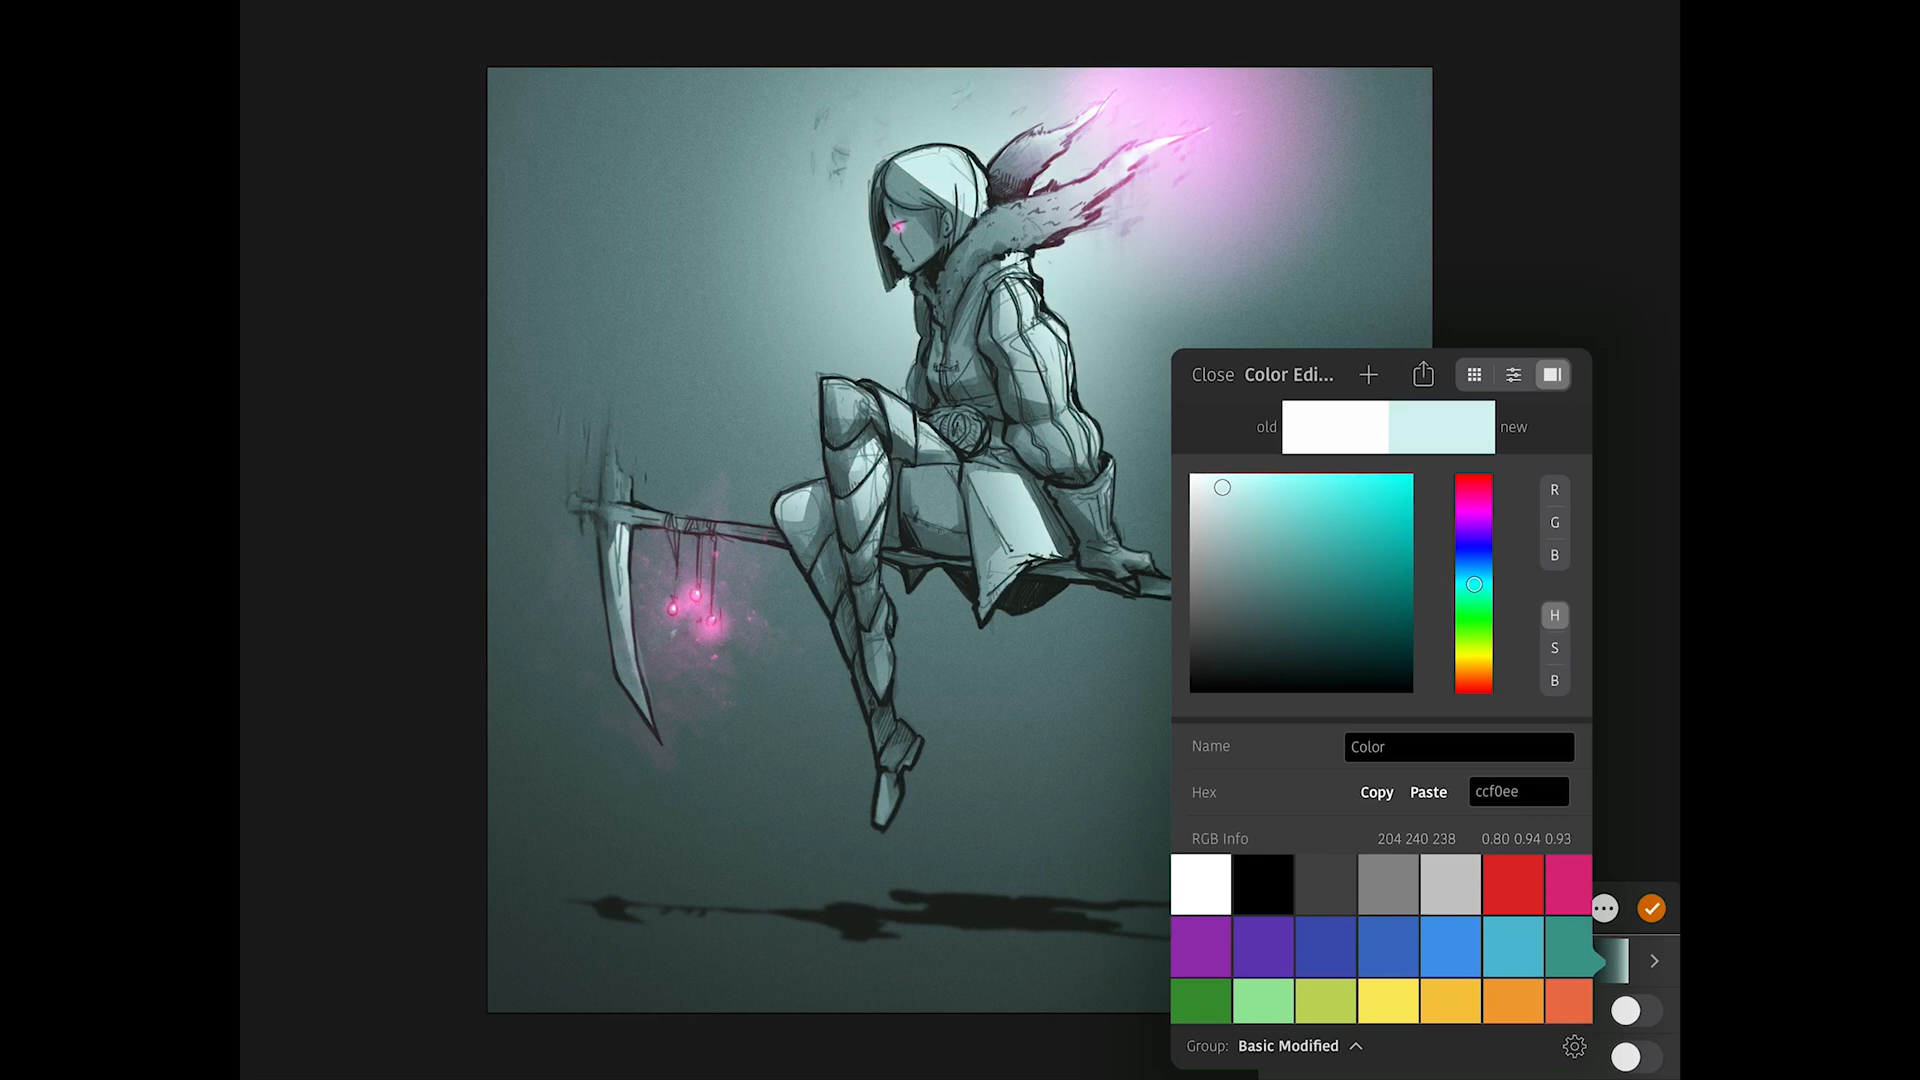 Close Color Edi...
old new
R
G
B
H
S
B
Name Color
Hex Copy Paste ccf0ee
RGB Info 204 240 238 0.80 0.94 0.93
Group: Basic Modified